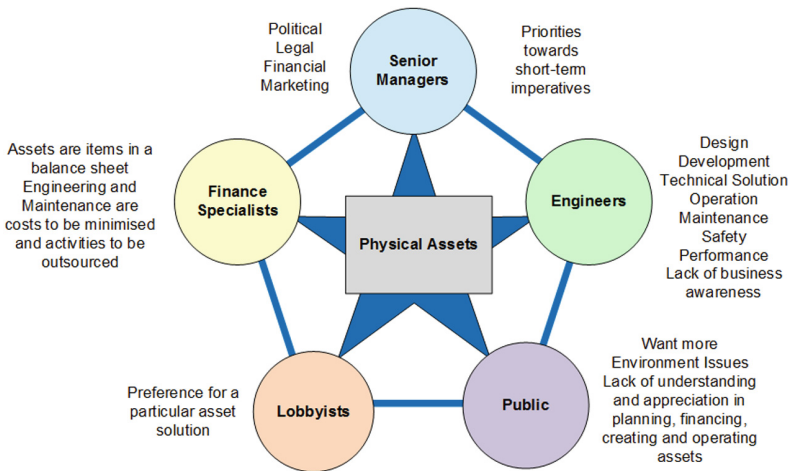 Political
Legal
Financial
Marketing
Senior
Managers
Priorities
towards
short-term
imperatives
Assets are items in a
balance sheet
Engineering and
Maintenance are
costs to be minimised
and activities to be
outsourced
Finance
Specialists
Physical Assets
Engineers
Design
Development
Technical Solution
Operation
Maintenance
Safety
Performance
Lack of business
awareness
Preference for a
particular asset
solution
Lobbyists
Public
Want more
Environment Issues
Lack of understanding
and appreciation in
planning, financing,
creating and operating
assets